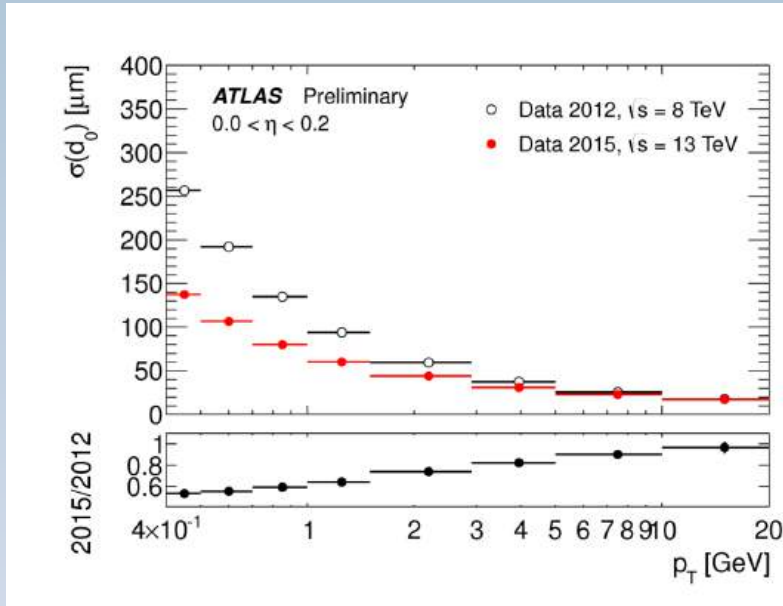 400
350
300
250
200
150
100
50
0
σ(d₀) [μm]
ATLAS Preliminary
0.0 < η < 0.2
Data 2012, √s = 8 TeV
Data 2015, √s = 13 TeV
1
0.8
0.6
2015/2012
4×10⁻¹ 1 2 3 4 5 6 7 8 9 10 20
p_T [GeV]